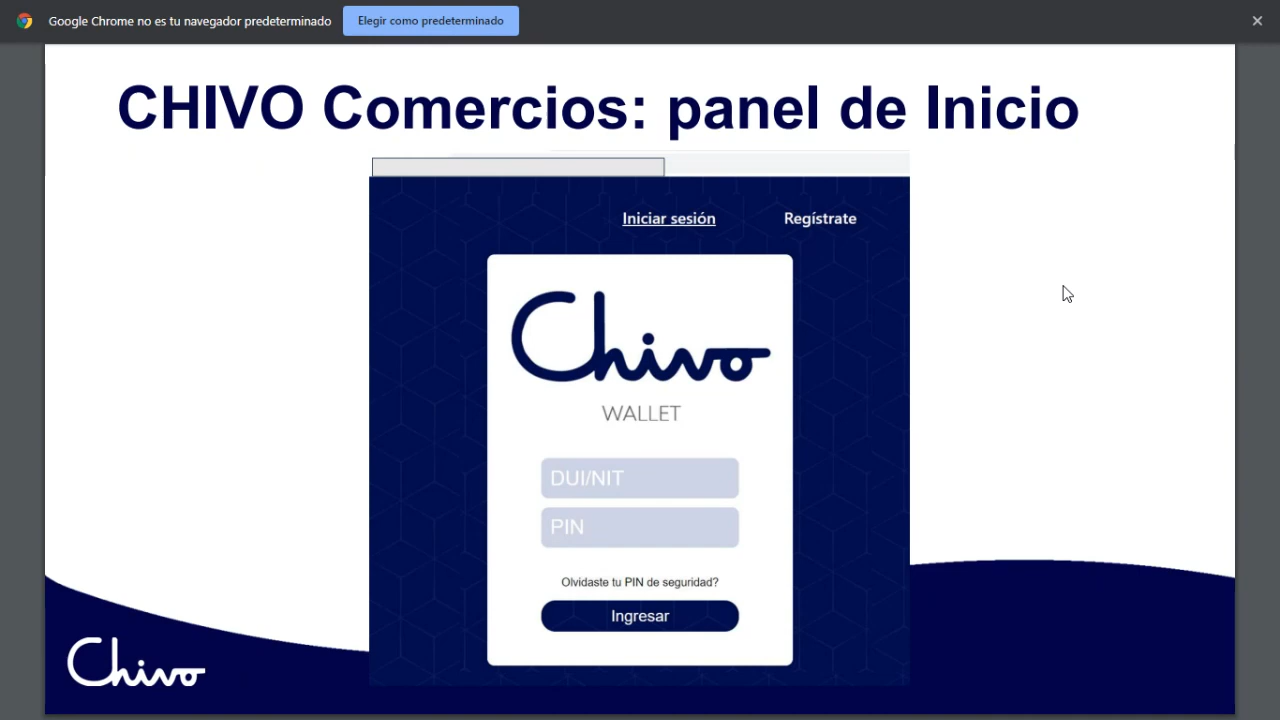 Google Chrome no es tu navegador predeterminado Elegir como predeterminado
CHIVO Comercios: panel de Inicio
Iniciar sesión Regístrate
Chivo
WALLET
DUI/NIT
PIN
Olvidaste tu PIN de seguridad?
Ingresar
Chivo